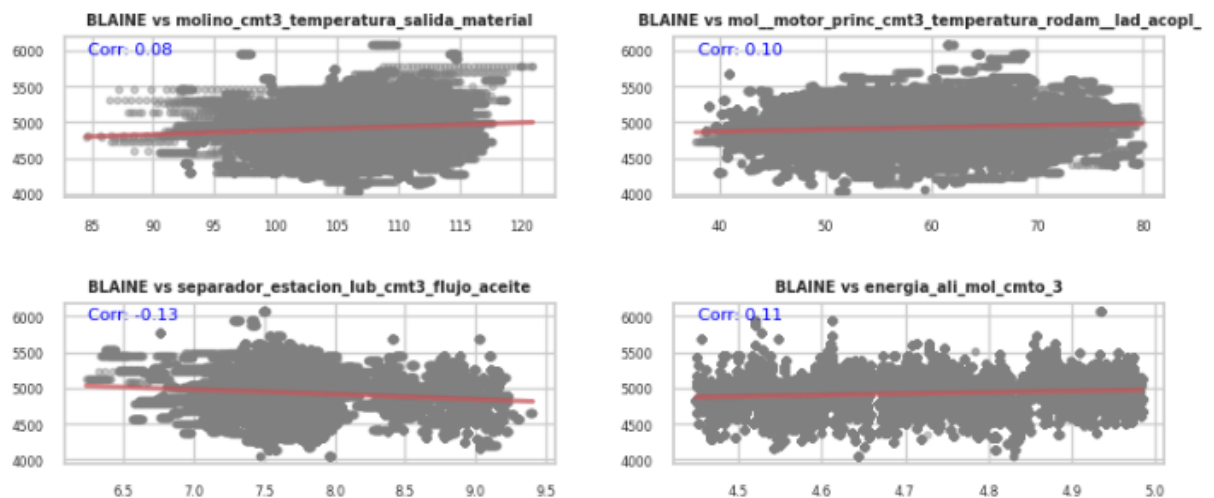 BLAINE vs molino_cmt3_temperatura_salida_material
Corr: 0.08
6000
5500
5000
4500
4000
85 90 95 100 105 110 115 120
BLAINE vs mol__motor_princ_cmt3_temperatura_rodam__lad_acopl_
Corr: 0.10
6000
5500
5000
4500
4000
40 50 60 70 80
BLAINE vs separador_estacion_lub_cmt3_flujo_aceite
Corr: -0.13
6000
5500
5000
4500
4000
6.5 7.0 7.5 8.0 8.5 9.0 9.5
BLAINE vs energia_ali_mol_cmto_3
Corr: 0.11
6000
5500
5000
4500
4000
4.5 4.6 4.7 4.8 4.9 5.0